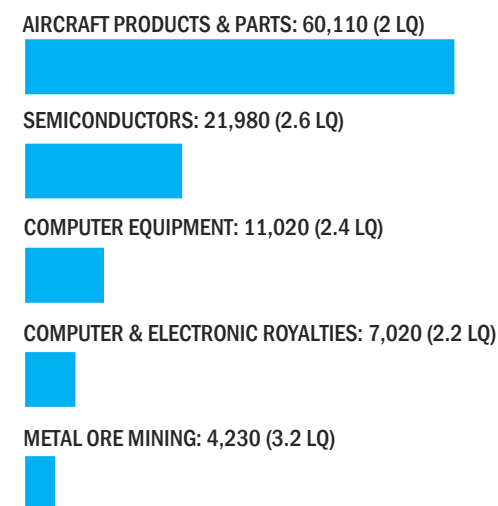 AIRCRAFT PRODUCTS & PARTS: 60,110 (2 LQ)
SEMICONDUCTORS: 21,980 (2.6 LQ)
COMPUTER EQUIPMENT: 11,020 (2.4 LQ)
COMPUTER & ELECTRONIC ROYALTIES: 7,020 (2.2 LQ)
METAL ORE MINING: 4,230 (3.2 LQ)